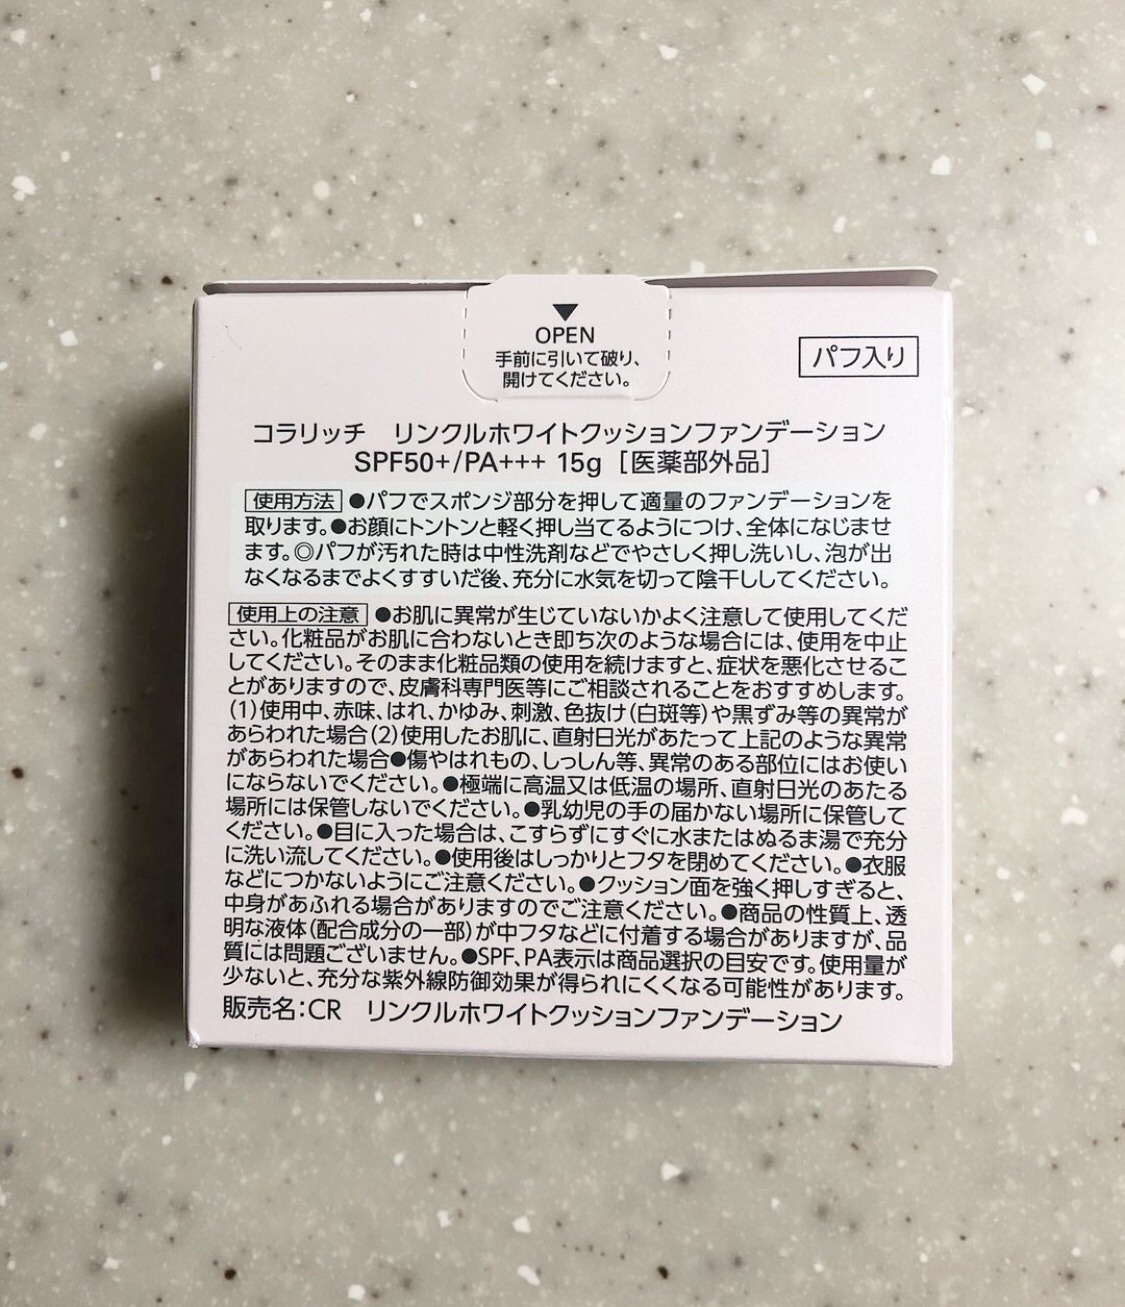 ▼
OPEN
手前に引いて破り、
開けてください。
パフ入り
コラリッチ リンクルホワイトクッションファンデーション
SPF50+/PA+++ 15g [医薬部外品]
使用方法 ●パフでスポンジ部分を押して適量のファンデーションを
取ります。●お顔にトントンと軽く押し当てるようにつけ、全体になじませ
ます。◎パフが汚れた時は中性洗剤などでやさしく押し洗いし、泡が出
なくなるまでよくすすいだ後、充分に水気を切って陰干ししてください。
使用上の注意 ●お肌に異常が生じていないかよく注意して使用してくだ
さい。化粧品がお肌に合わないとき即ち次のような場合には、使用を中止
してください。そのまま化粧品類の使用を続けますと、症状を悪化させるこ
とがありますので、皮膚科専門医等にご相談されることをおすすめします。
(1)使用中、赤味、はれ、かゆみ、刺激、色抜け(白斑等)や黒ずみ等の異常が
あらわれた場合(2)使用したお肌に、直射日光があたって上記のような異常
があらわれた場合●傷やはれもの、しっしん等、異常のある部位にはお使い
にならないでください。●極端に高温又は低温の場所、直射日光のあたる
場所には保管しないでください。●乳幼児の手の届かない場所に保管して
ください。●目に入った場合は、こすらずにすぐに水またはぬるま湯で充分
に洗い流してください。●使用後はしっかりとフタを閉めてください。●衣服
などにつかないようにご注意ください。●クッション面を強く押しすぎると、
中身があふれる場合がありますのでご注意ください。●商品の性質上、透
明な液体(配合成分の一部)が中フタなどに付着する場合がありますが、品
質には問題ございません。●SPF、PA表示は商品選択の目安です。使用量が
少ないと、充分な紫外線防御効果が得られにくくなる可能性があります。
販売名:CR リンクルホワイトクッションファンデーション